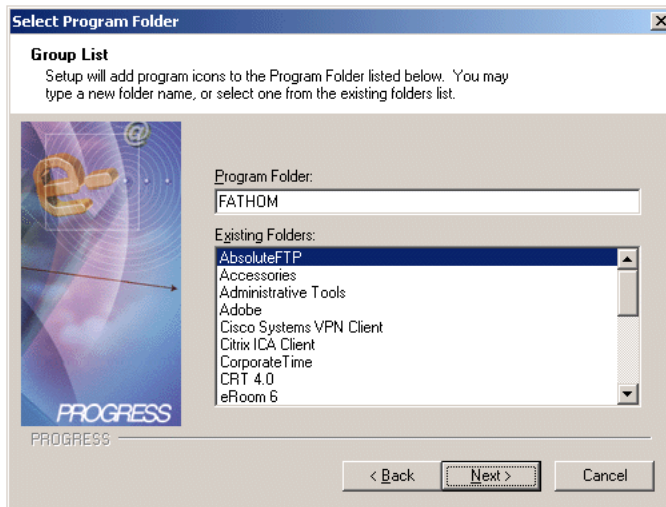 Select Program Folder
Group List
Setup will add program icons to the Program Folder listed below.  You may
type a new folder name, or select one from the existing folders list.
@
e-
Program Folder:
FATHOM
Existing Folders:
AbsoluteFTP
Accessories
Administrative Tools
Adobe
Cisco Systems VPN Client
Citrix ICA Client
CorporateTime
CRT 4.0
eRoom 6
PROGRESS
PROGRESS
< Back
Next >
Cancel